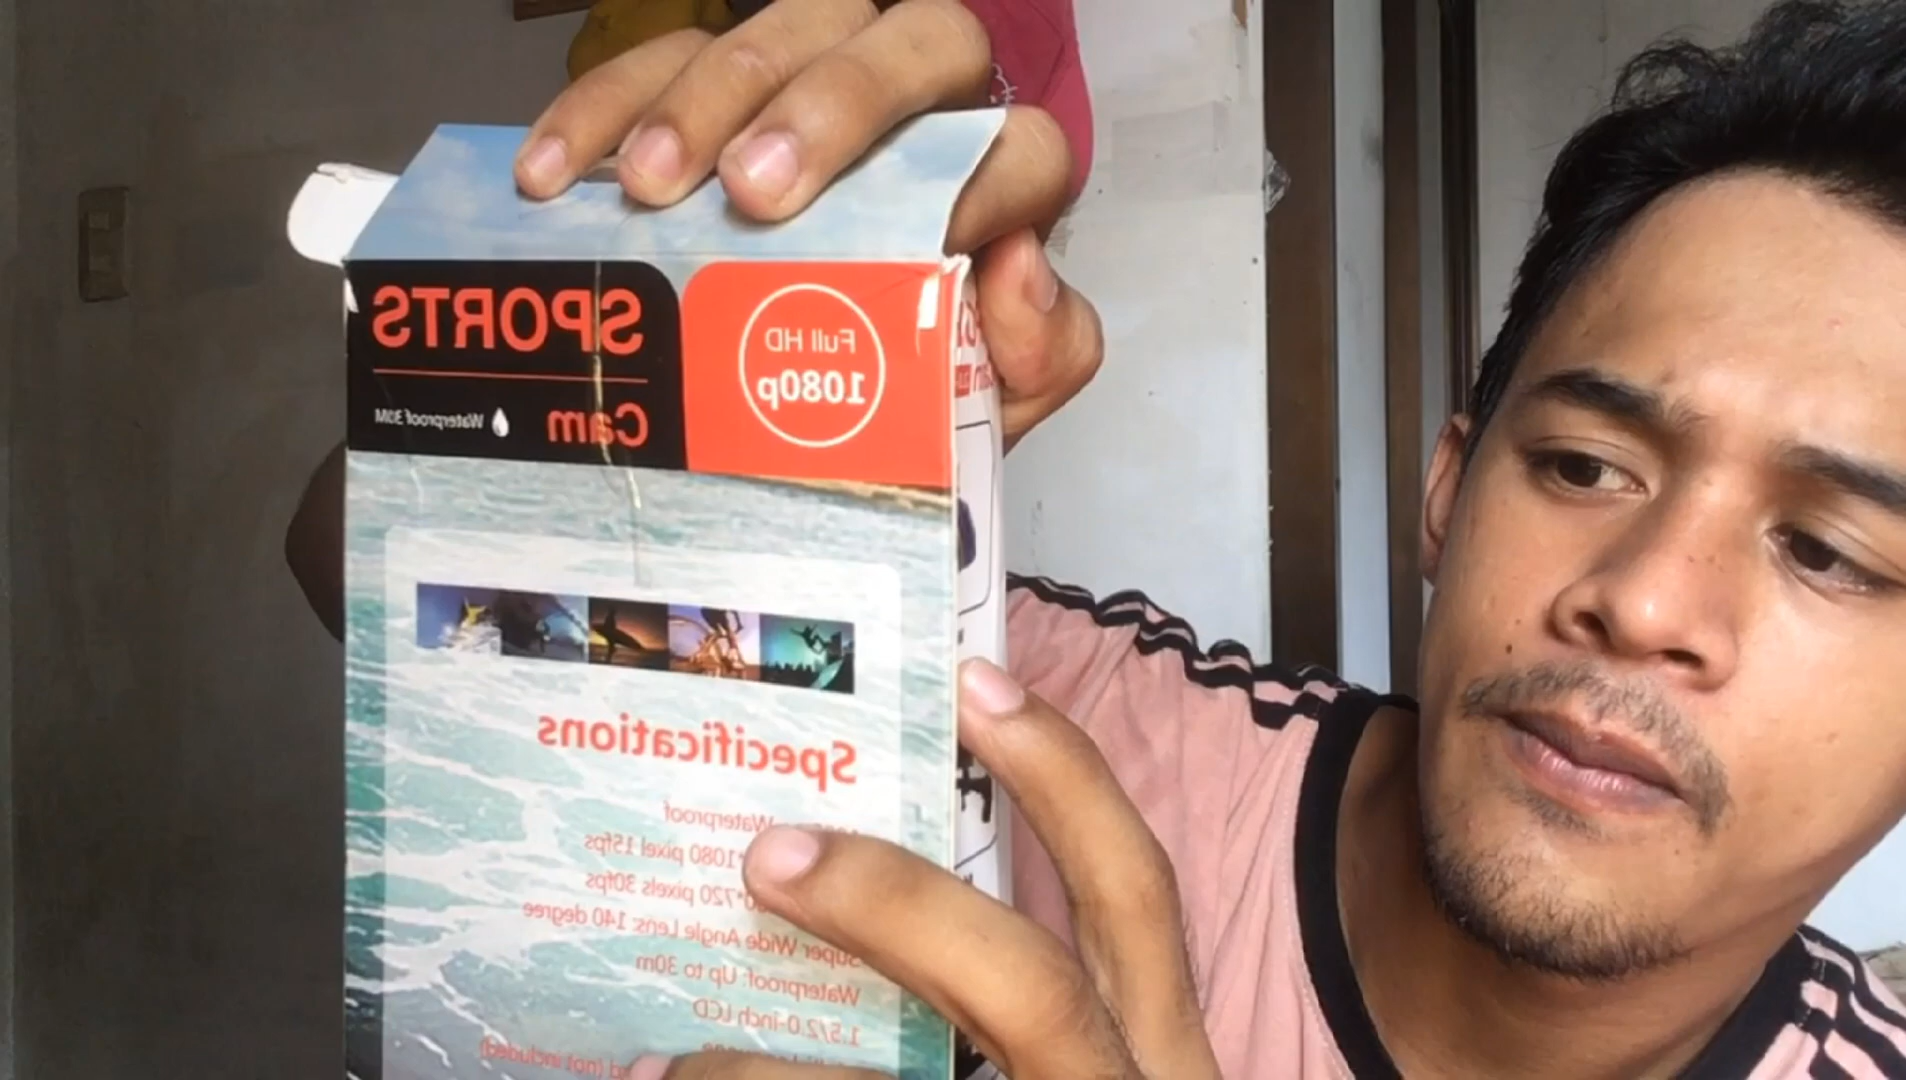 SPORTS
Cam
Waterproof 30M
Full HD
1080p
Specifications
Waterproof
*1080 pixel 15fps
*720 pixels 30fps
Super Wide Angle Lens: 140 degree
Waterproof: Up to 30m
1.5/2.0-inch LCD
(not included)